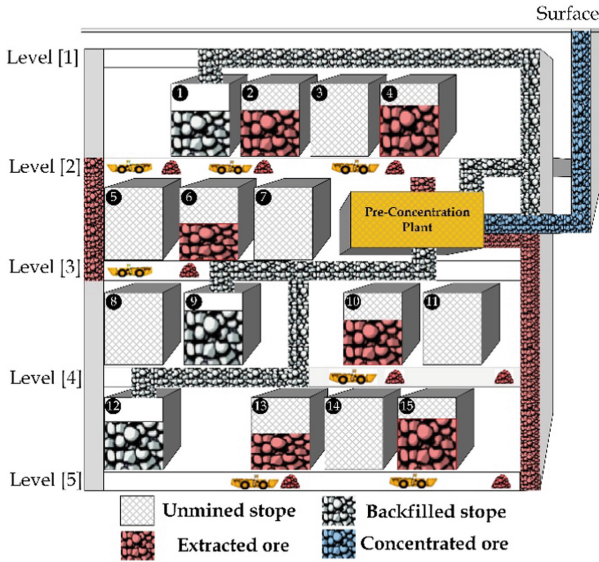 Surface
Level [1]
1 2 3 4
Level [2]
5 6 7
Pre-Concentration
Plant
Level [3]
8 9 10 11
Level [4]
12 13 14 15
Level [5]
Unmined stope
Backfilled stope
Extracted ore
Concentrated ore